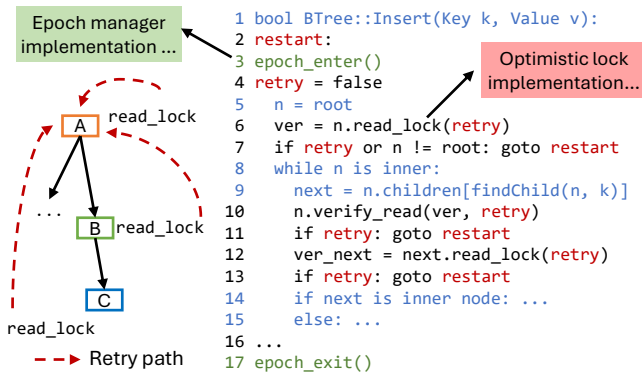 Epoch manager
implementation ...
read_lock
A
...
B
read_lock
C
read_lock
Retry path
1 bool BTree::Insert(Key k, Value v):
2 restart:
3 epoch_enter()
4 retry = false
5 n = root
6 ver = n.read_lock(retry)
7 if retry or n != root: goto restart
8 while n is inner:
9 next = n.children[findChild(n, k)]
10 n.verify_read(ver, retry)
11 if retry: goto restart
12 ver_next = next.read_lock(retry)
13 if retry: goto restart
14 if next is inner node: ...
15 else: ...
16 ...
17 epoch_exit()
Optimistic lock
implementation...